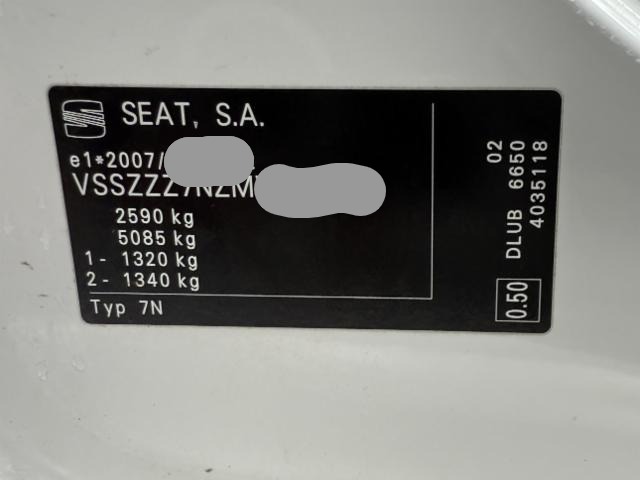 SEAT, S.A.
e1*2007/
VSSZZZ7NZM
2590 kg
5085 kg
1- 1320 kg
2- 1340 kg
Typ 7N
02
DLUB 6650
4035118
0.50